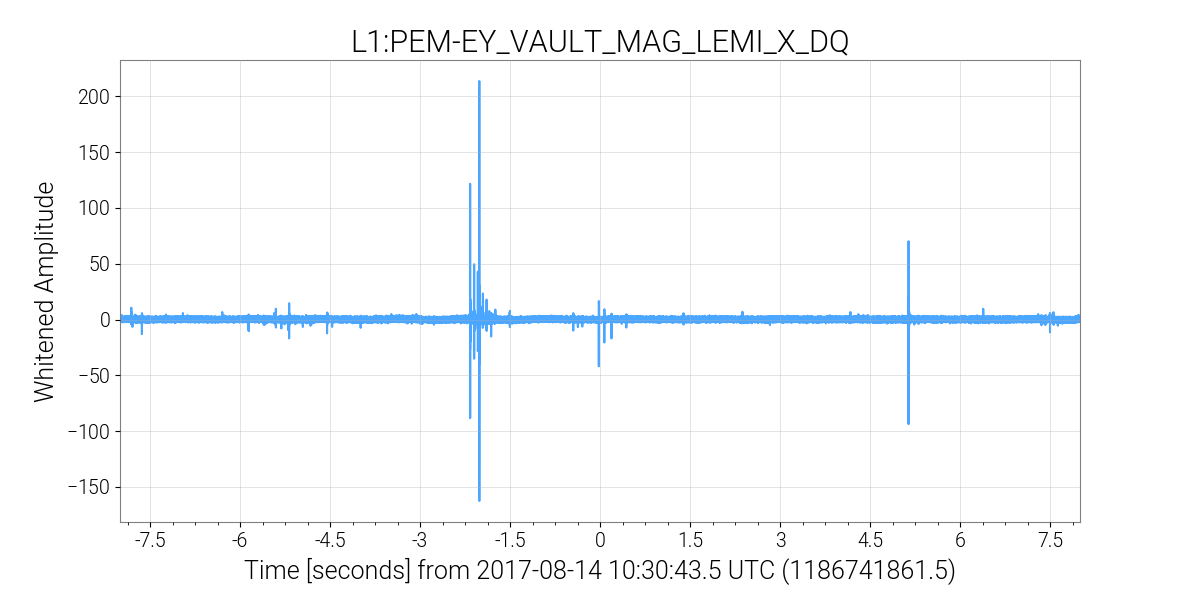 L1:PEM-EY_VAULT_MAG_LEMI_X_DQ
Whitened Amplitude
200
150
100
50
0
−50
−100
−150
-7.5 -6 -4.5 -3 -1.5 0 1.5 3 4.5 6 7.5
Time [seconds] from 2017-08-14 10:30:43.5 UTC (1186741861.5)